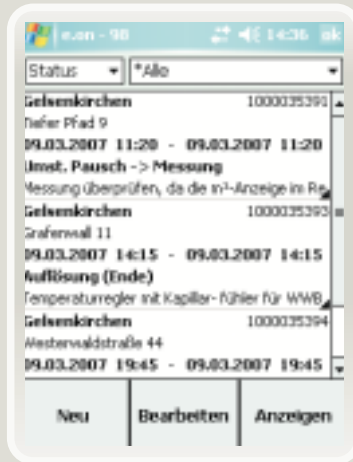 e.on - 98 14:36 ok
Status *Alle
Gelsenkirchen 1000035391
Tiefer Pfad 9
09.03.2007 11:20 - 09.03.2007 11:20
Umst. Pausch -> Messung
Messung überprüfen, da die m³-Anzeige im Re
Gelsenkirchen 1000035393
Grafenwall 11
09.03.2007 14:15 - 09.03.2007 14:15
Auflösung (Ende)
Temperaturregler mit Kapillar- fühler für WWB
Gelsenkirchen 1000035394
Westerwaldstraße 44
09.03.2007 19:45 - 09.03.2007 19:45
Neu Bearbeiten Anzeigen